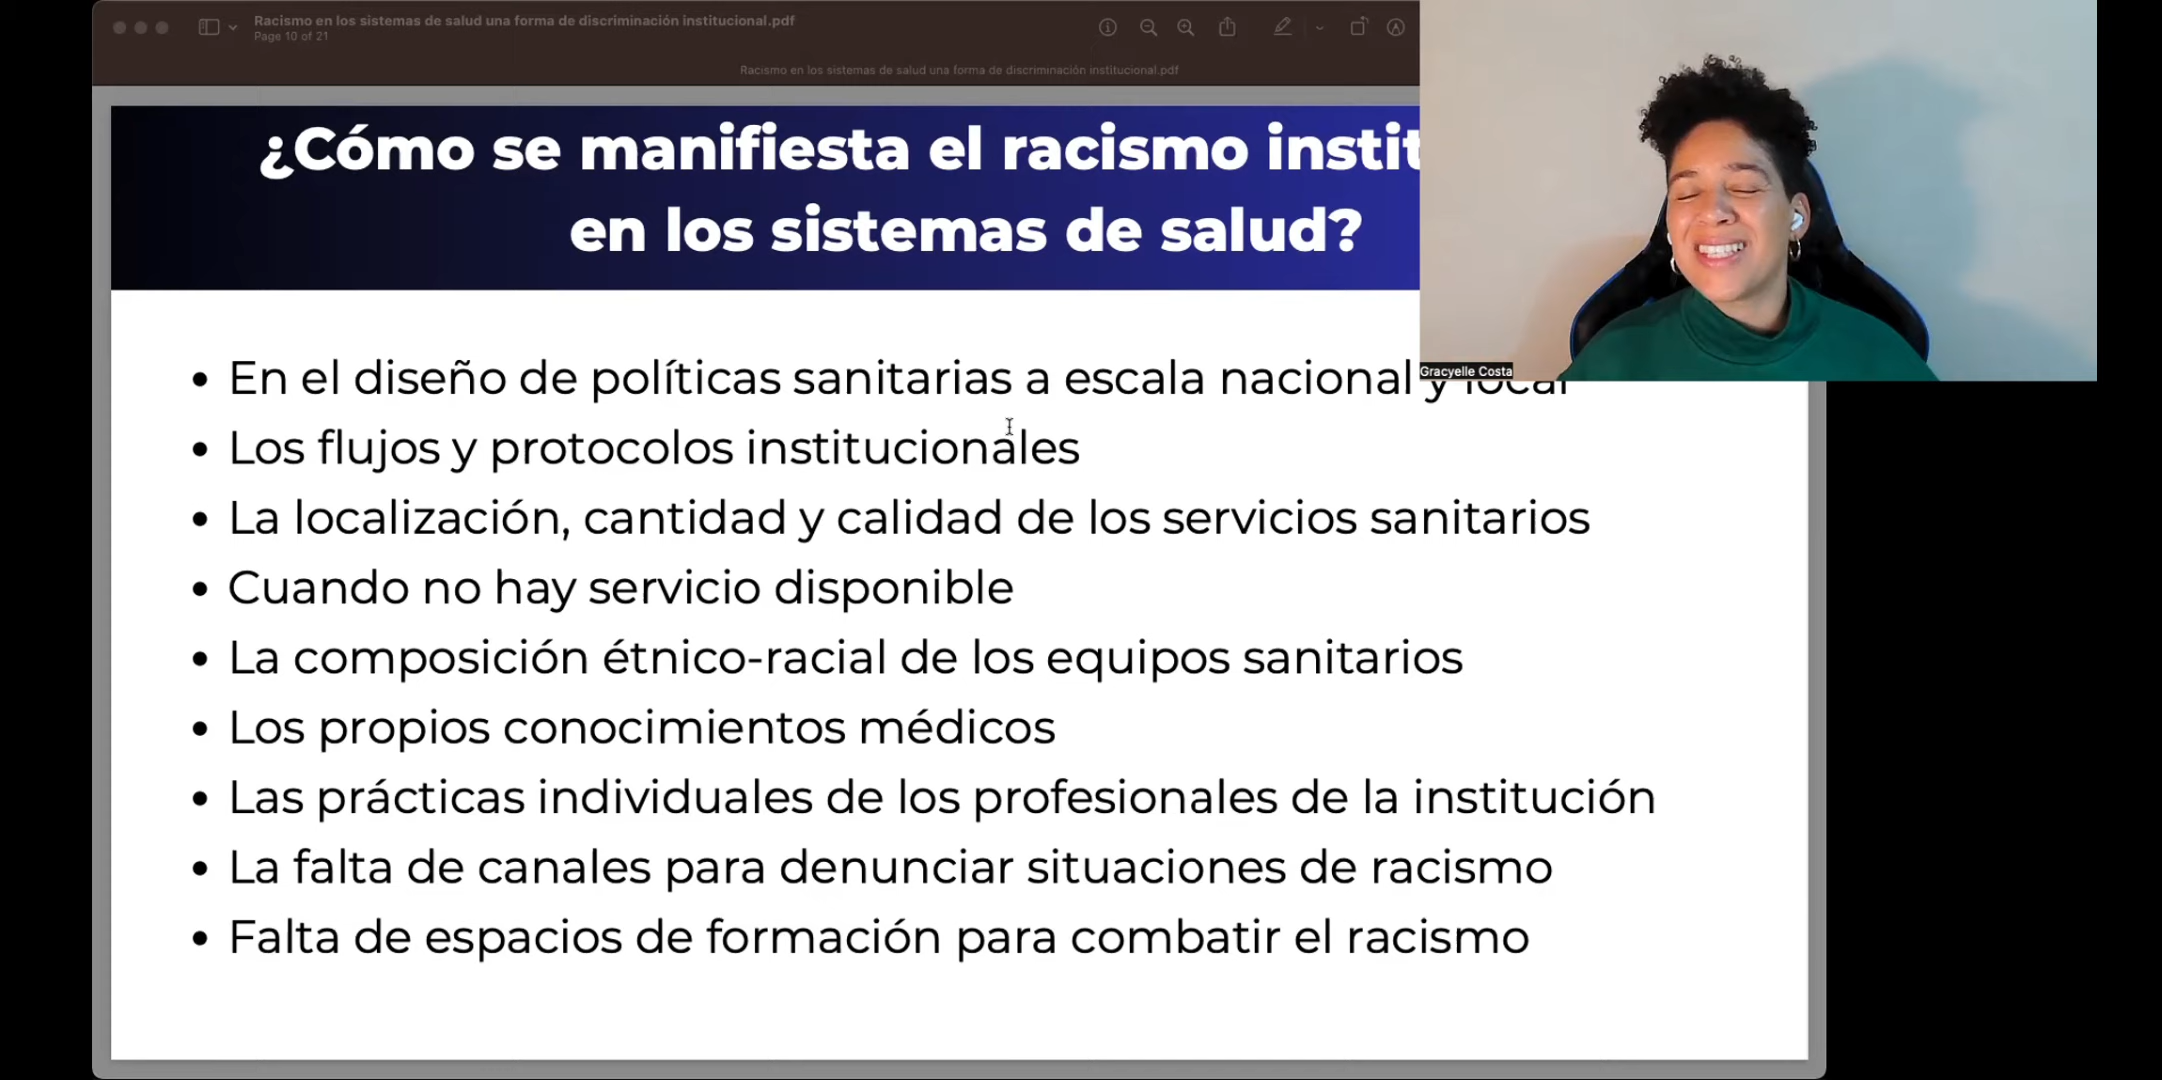 Racismo en los sistemas de salud una forma de discriminación institucional.pdf
Page 10 of 21
Racismo en los sistemas de salud una forma de discriminación institucional.pdf
¿Cómo se manifiesta el racismo instit
en los sistemas de salud?
Gracyelle Costa
• En el diseño de políticas sanitarias a escala nacional y local
• Los flujos y protocolos institucionales
• La localización, cantidad y calidad de los servicios sanitarios
• Cuando no hay servicio disponible
• La composición étnico-racial de los equipos sanitarios
• Los propios conocimientos médicos
• Las prácticas individuales de los profesionales de la institución
• La falta de canales para denunciar situaciones de racismo
• Falta de espacios de formación para combatir el racismo